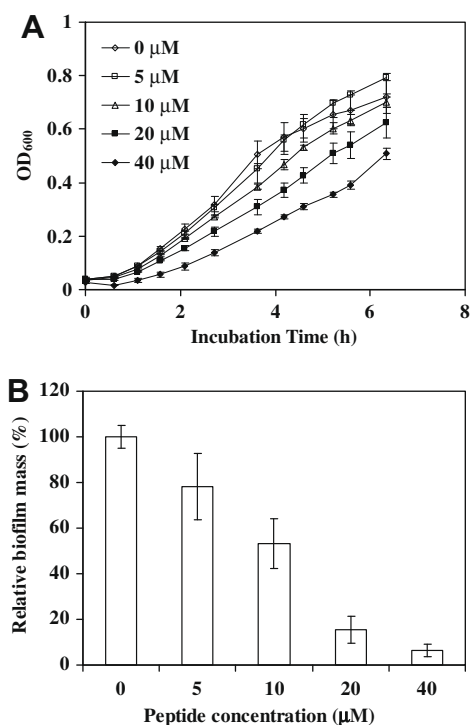 A
1
0.8
0.6
0.4
0.2
0
OD600
0 μM
5 μM
10 μM
20 μM
40 μM
0 2 4 6 8
Incubation Time (h)
B
120
100
80
60
40
20
0
Relative biofilm mass (%)
0 5 10 20 40
Peptide concentration (μM)